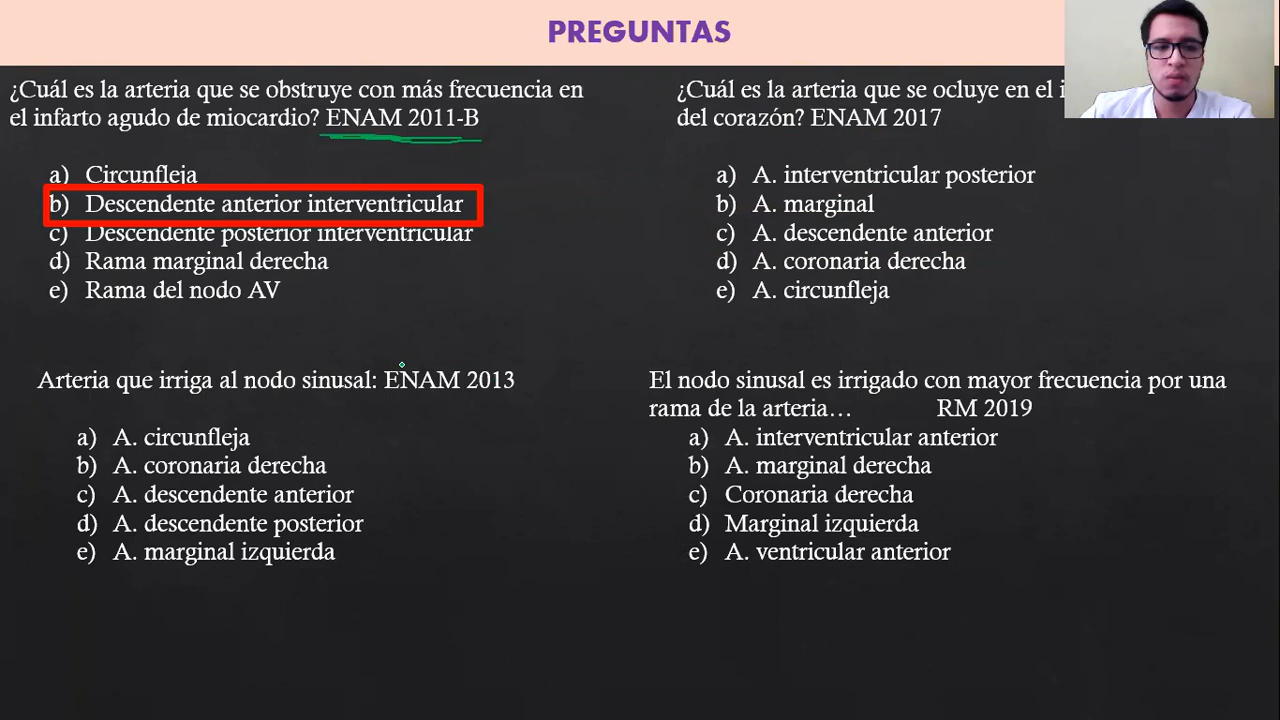 PREGUNTAS
¿Cuál es la arteria que se obstruye con más frecuencia en
el infarto agudo de miocardio? ENAM 2011-B
a) Circunfleja
b) Descendente anterior interventricular
c) Descendente posterior interventricular
d) Rama marginal derecha
e) Rama del nodo AV
¿Cuál es la arteria que se ocluye en el
del corazón? ENAM 2017
a) A. interventricular posterior
b) A. marginal
c) A. descendente anterior
d) A. coronaria derecha
e) A. circunfleja
Arteria que irriga al nodo sinusal: ENAM 2013
a) A. circunfleja
b) A. coronaria derecha
c) A. descendente anterior
d) A. descendente posterior
e) A. marginal izquierda
El nodo sinusal es irrigado con mayor frecuencia por una
rama de la arteria… RM 2019
a) A. interventricular anterior
b) A. marginal derecha
c) Coronaria derecha
d) Marginal izquierda
e) A. ventricular anterior